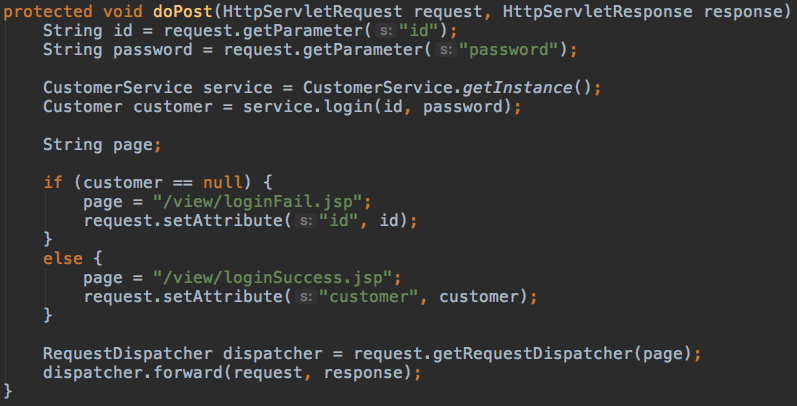 protected void doPost(HttpServletRequest request, HttpServletResponse response)
    String id = request.getParameter( s: "id");
    String password = request.getParameter( s: "password");

    CustomerService service = CustomerService.getInstance();
    Customer customer = service.login(id, password);

    String page;

    if (customer == null) {
        page = "/view/loginFail.jsp";
        request.setAttribute( s: "id", id);
    }
    else {
        page = "/view/loginSuccess.jsp";
        request.setAttribute( s: "customer", customer);
    }

    RequestDispatcher dispatcher = request.getRequestDispatcher(page);
    dispatcher.forward(request, response);
}